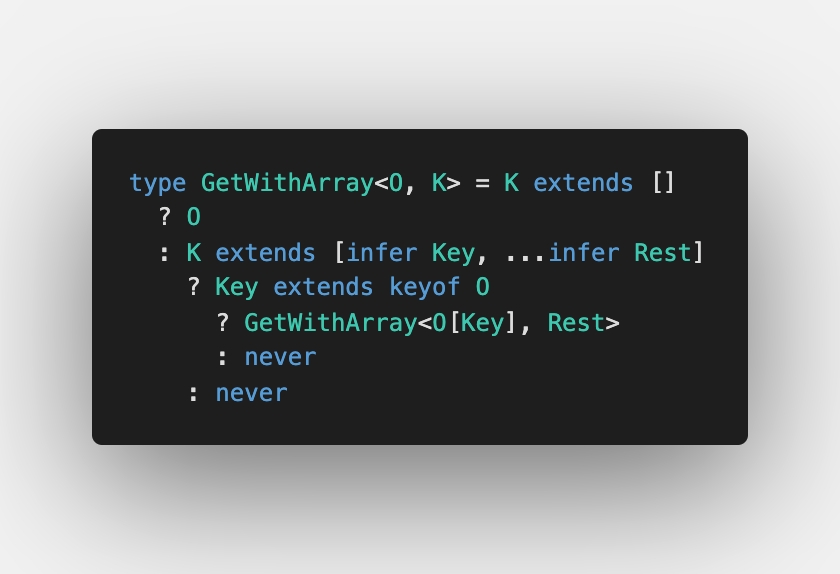 type GetWithArray<O, K> = K extends []
  ? O
  : K extends [infer Key, ...infer Rest]
    ? Key extends keyof O
      ? GetWithArray<O[Key], Rest>
      : never
    : never